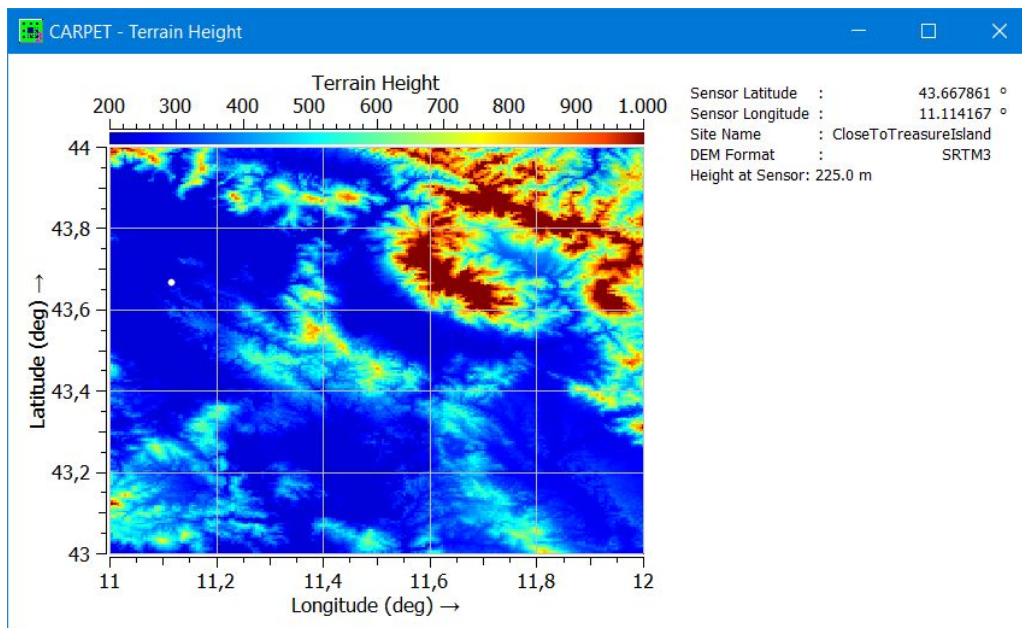 CARPET - Terrain Height
Terrain Height
200 300 400 500 600 700 800 900 1.000
Sensor Latitude : 43.667861 °
Sensor Longitude : 11.114167 °
Site Name : CloseToTreasureIsland
DEM Format : SRTM3
Height at Sensor: 225.0 m
44
43,8
43,6
43,4
43,2
43
Latitude (deg) →
11 11,2 11,4 11,6 11,8 12
Longitude (deg) →